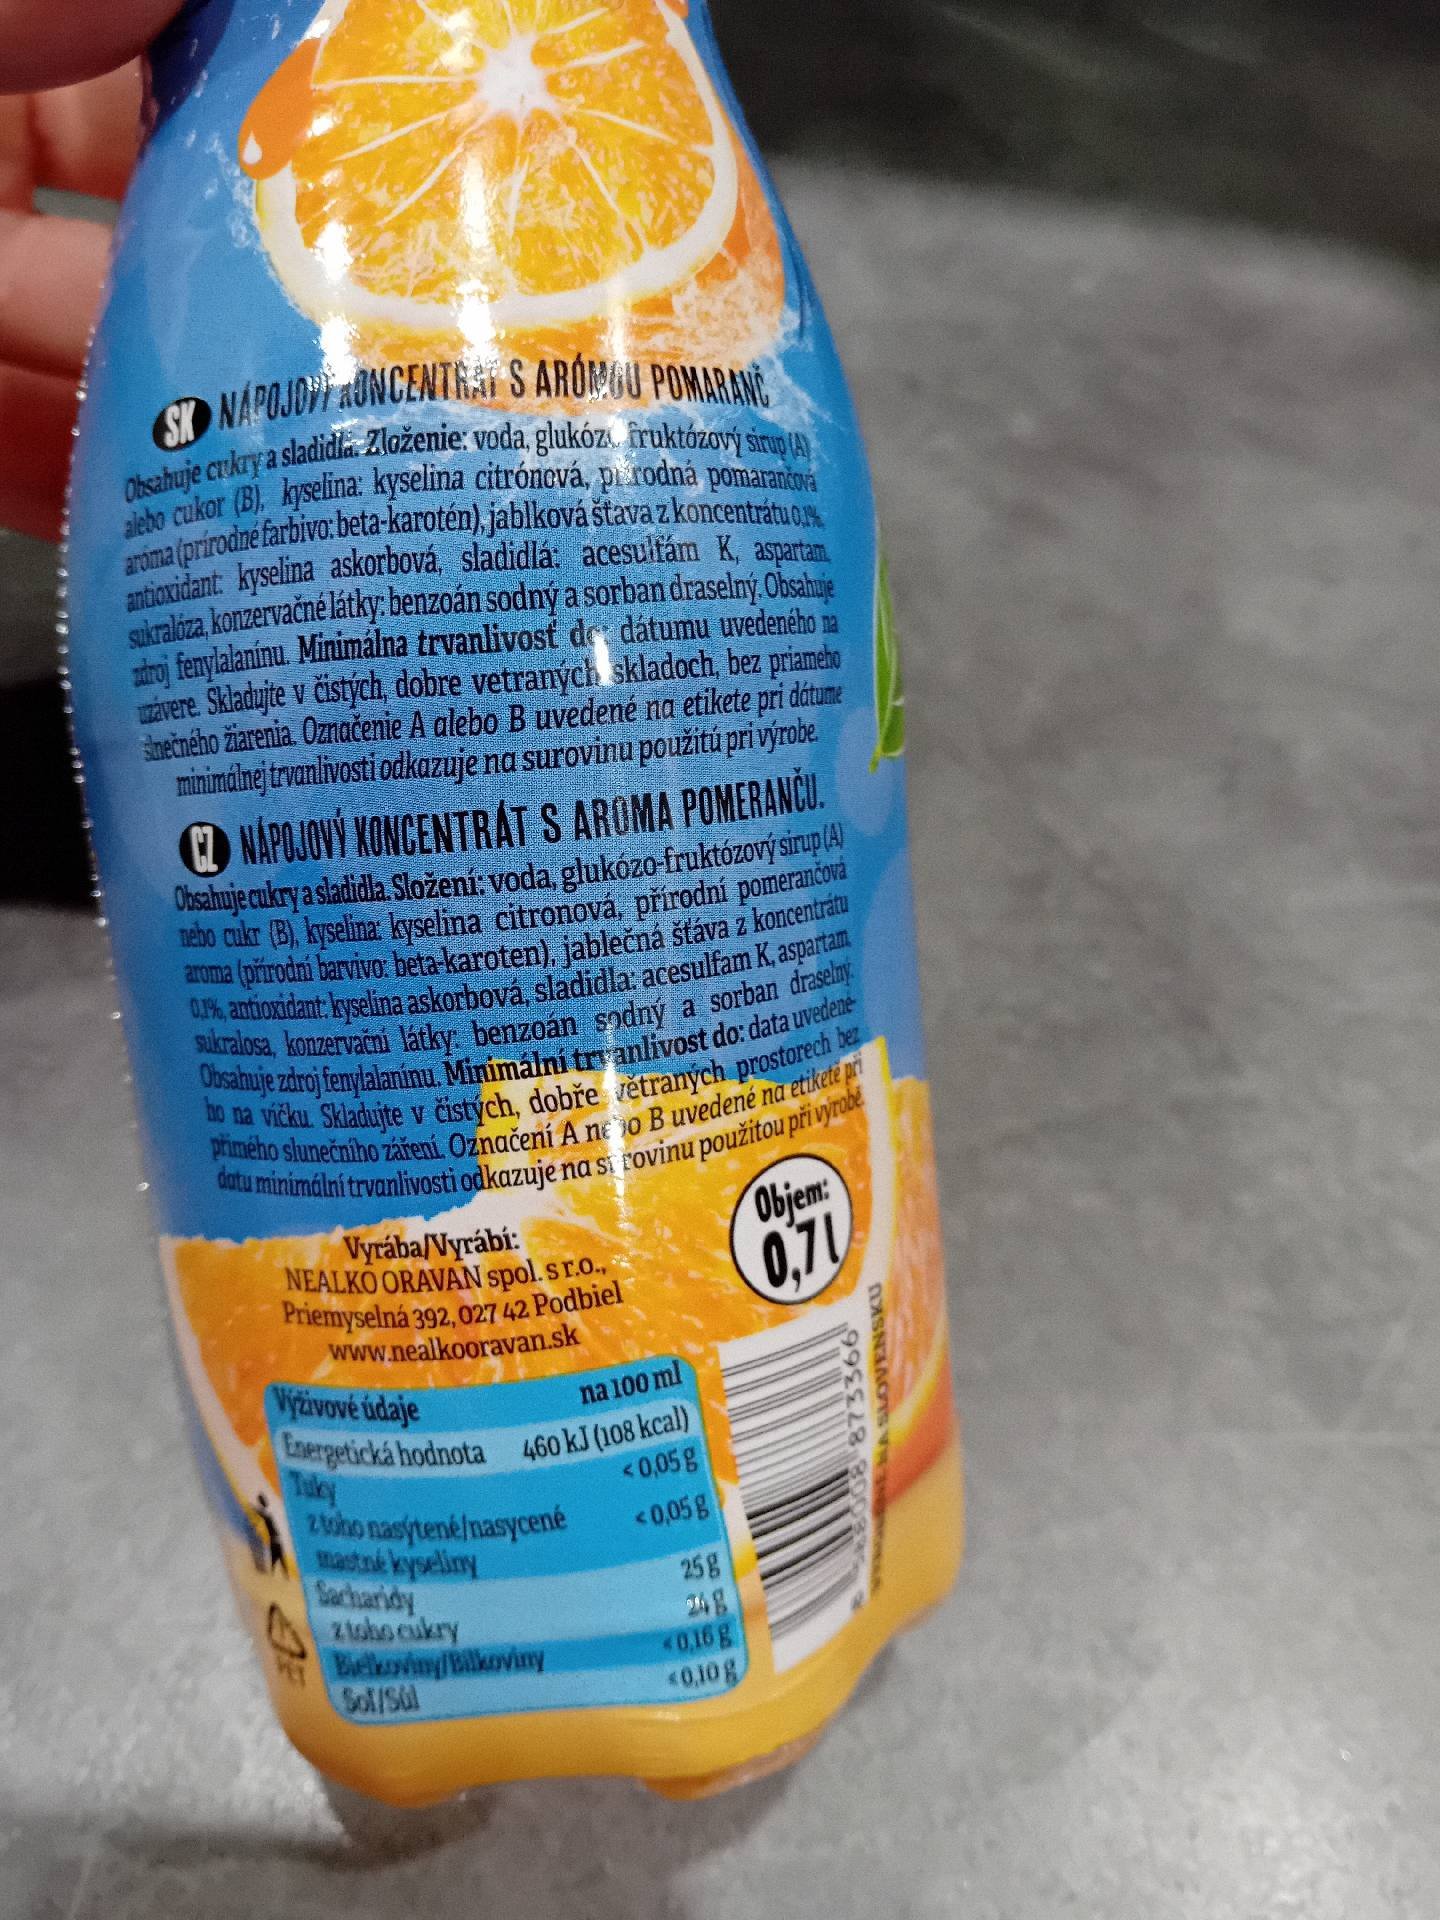 SK NÁPOJOVÝ KONCENTRÁT S ARÓMOU POMARANČ
Obsahuje cukry a sladidlá. Zloženie: voda, glukózo fruktózový sirup (A)
alebo cukor (B), kyselina: kyselina citrónová, prírodná pomarančová
aróma (prírodné farbivo: beta-karotén), jablková šťava z koncentrátu 0,1%,
antioxidant: kyselina askorbová, sladidlá: acesulfám K, aspartam,
sukralóza, konzervačné látky: benzoán sodný a sorban draselný. Obsahuje
zdroj fenylalanínu. Minimálna trvanlivosť do: dátumu uvedeného na
uzávere. Skladujte v čistých, dobre vetraných skladoch, bez priameho
slnečného žiarenia. Označenie A alebo B uvedené na etikete pri dátume
minimálnej trvanlivosti odkazuje na surovinu použitú pri výrobe.
CZ NÁPOJOVÝ KONCENTRÁT S AROMA POMERANČU.
Obsahuje cukry a sladidla. Složení: voda, glukózo-fruktózový sirup (A)
nebo cukr (B), kyselina: kyselina citronová, přírodní pomerančová
aroma (přírodní barvivo: beta-karoten), jablečná šťáva z koncentrátu
0,1%, antioxidant: kyselina askorbová, sladidla: acesulfam K, aspartam,
sukralosa, konzervační látky: benzoán sodný a sorban draselný.
Obsahuje zdroj fenylalanínu. Minimální trvanlivost do: data uvedené-
ho na víčku. Skladujte v čistých, dobře větraných prostorech bez
přímého slunečního záření. Označení A nebo B uvedené na etiketě při
datu minimální trvanlivosti odkazuje na surovinu použitou při výrobě.
Objem:
0,7 l
Vyrába/Vyrábí:
NEALKO ORAVAN spol. s r.o.,
Priemyselná 392, 027 42 Podbiel
www.nealkooravan.sk
Výživové údaje na 100 ml
Energetická hodnota 460 kJ (108 kcal)
Tuky < 0,05 g
z toho nasýtené/nasycené < 0,05 g
mastné kyseliny
Sacharidy 25 g
z toho cukry 24 g
Bielkoviny/Bílkoviny < 0,16 g
Soľ/Sůl < 0,10 g
PET
8 588008 873366
NA SLOVENSKU